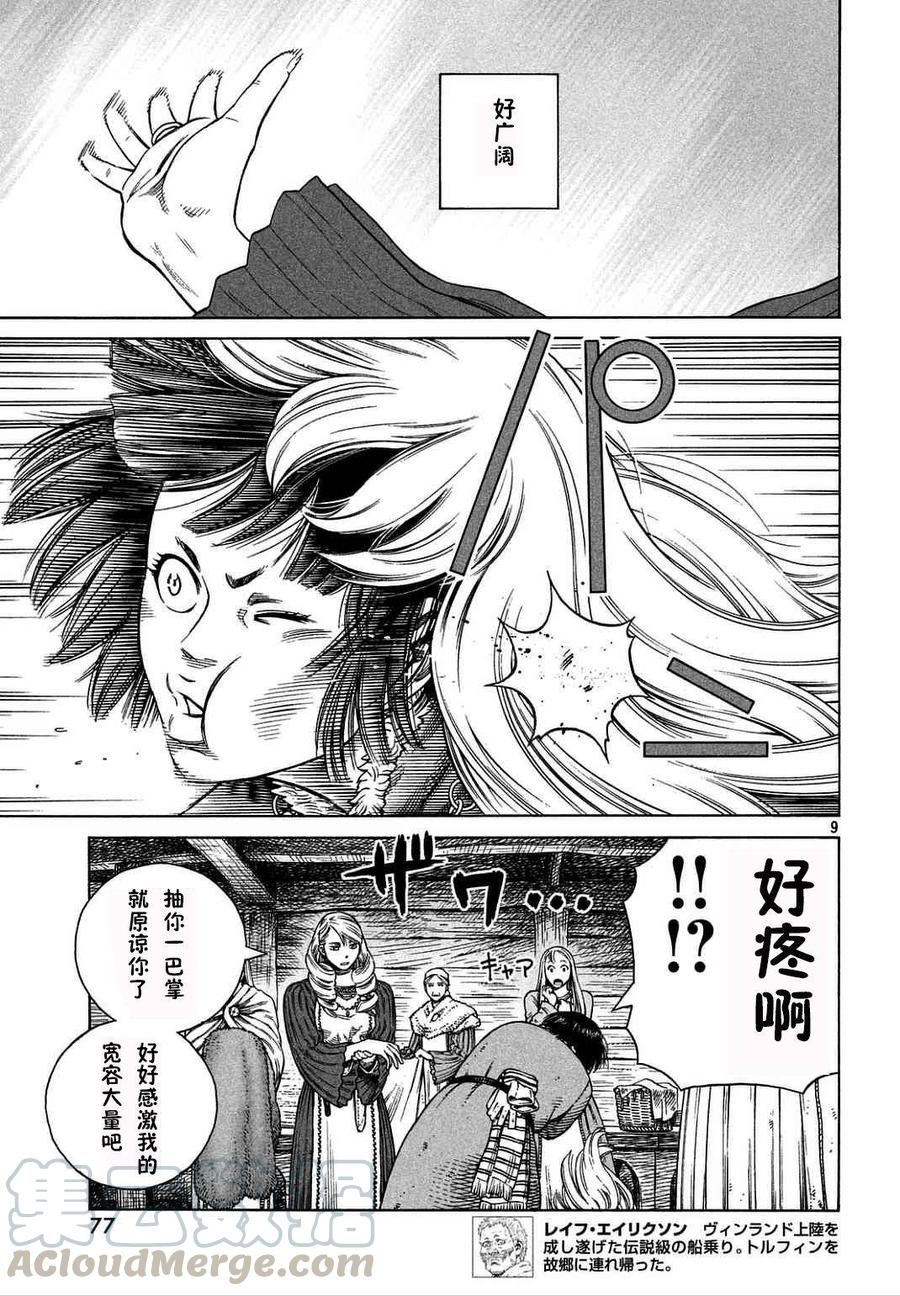 好
广
阔
パーン
9
好疼啊
!!
!?
ザワ…
キャア
抽你一巴掌
就原谅你了
好好感激我的
宽容大量吧
77
集云数据
AcloudMerge.com
レイフ・エイリクソン　ヴィンランド上陸を
成し遂げた伝説級の船乗り。トルフィンを
故郷に連れ帰った。